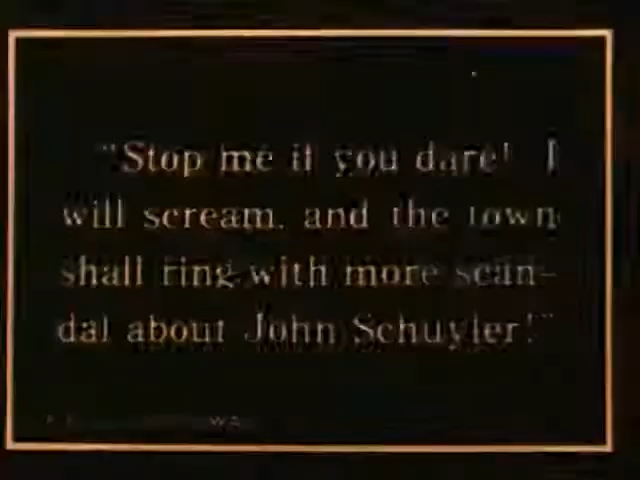 "Stop me if you dare! I
will scream, and the town
shall ring with more scan-
dal about John Schuyler!"